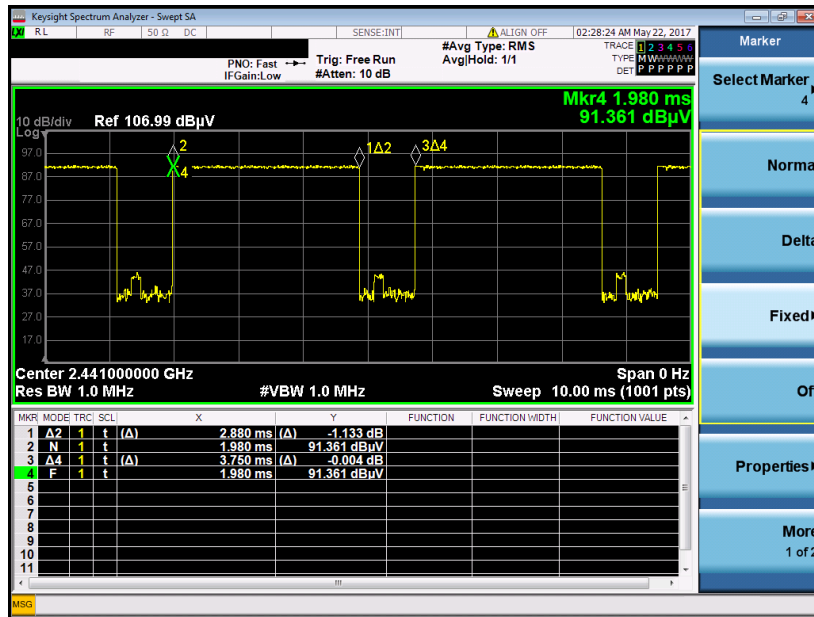 Keysight Spectrum Analyzer - Swept SA
LXI RL RF 50 Ω DC SENSE:INT ALIGN OFF 02:28:24 AM May 22, 2017
PNO: Fast Trig: Free Run #Avg Type: RMS TRACE 1 2 3 4 5 6
IFGain:Low #Atten: 10 dB Avg|Hold: 1/1 TYPE MWWWWW
DET P P P P P P
Mkr4 1.980 ms
10 dB/div Ref 106.99 dBµV 91.361 dBµV
Log
97.0
87.0
77.0
67.0
57.0
47.0
37.0
27.0
17.0
2
4
1Δ2
3Δ4
Center 2.441000000 GHz Span 0 Hz
Res BW 1.0 MHz #VBW 1.0 MHz Sweep 10.00 ms (1001 pts)
MKR MODE TRC SCL X Y FUNCTION FUNCTION WIDTH FUNCTION VALUE
1 Δ2 1 t (Δ) 2.880 ms (Δ) -1.133 dB
2 N 1 t 1.980 ms 91.361 dBµV
3 Δ4 1 t (Δ) 3.750 ms (Δ) -0.004 dB
4 F 1 t 1.980 ms 91.361 dBµV
5
6
7
8
9
10
11
MSG
Marker
Select Marker
4
Norma
Delta
Fixed
Of
Properties
More
1 of 2